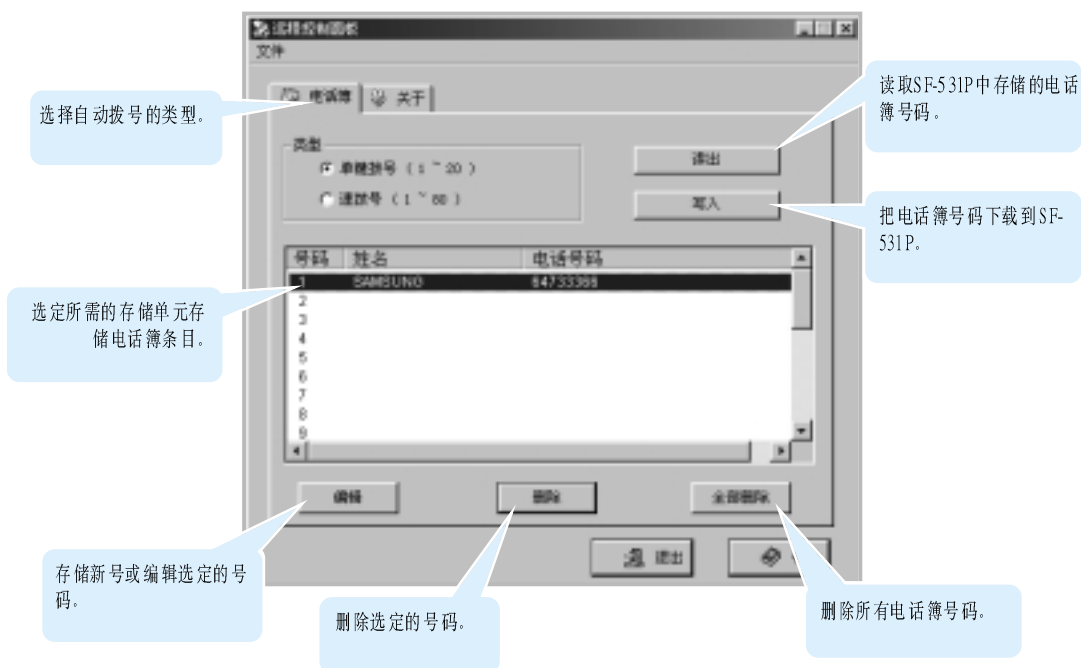 远程控制面板
文件
电话簿 关于
选择自动拨号的类型。
读取SF-531P中存储的电话
簿号码。
类型
单键拨号 ( 1 ~ 20 )
速拨号 ( 1 ~ 80 )
读出
写入
把电话簿号码下载到SF-
531P。
号码 姓名 电话号码
1 SAMSUNG 64733366
2
3
4
5
6
7
8
9
选定所需的存储单元存
储电话簿条目。
编辑 删除 全部删除
退出
存储新号或编辑选定的号
码。
删除选定的号码。
删除所有电话簿号码。